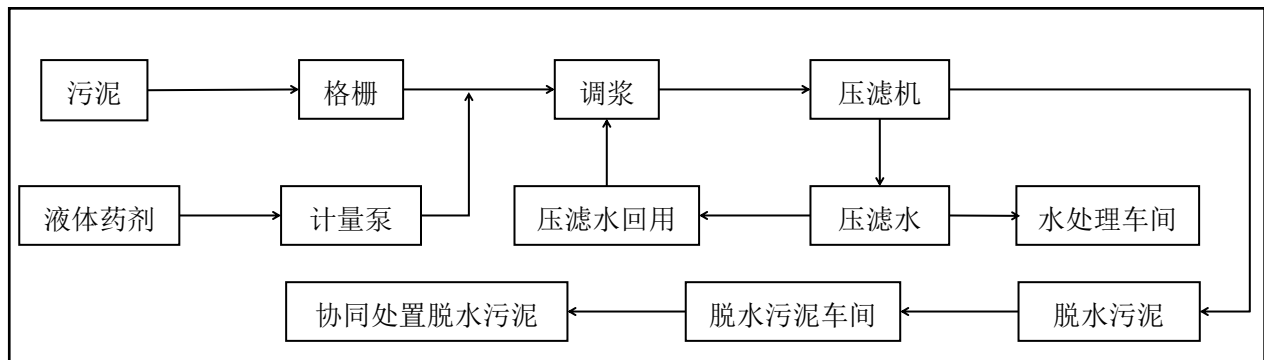 污泥
格栅
调浆
压滤机
液体药剂
计量泵
压滤水回用
压滤水
水处理车间
协同处置脱水污泥
脱水污泥车间
脱水污泥